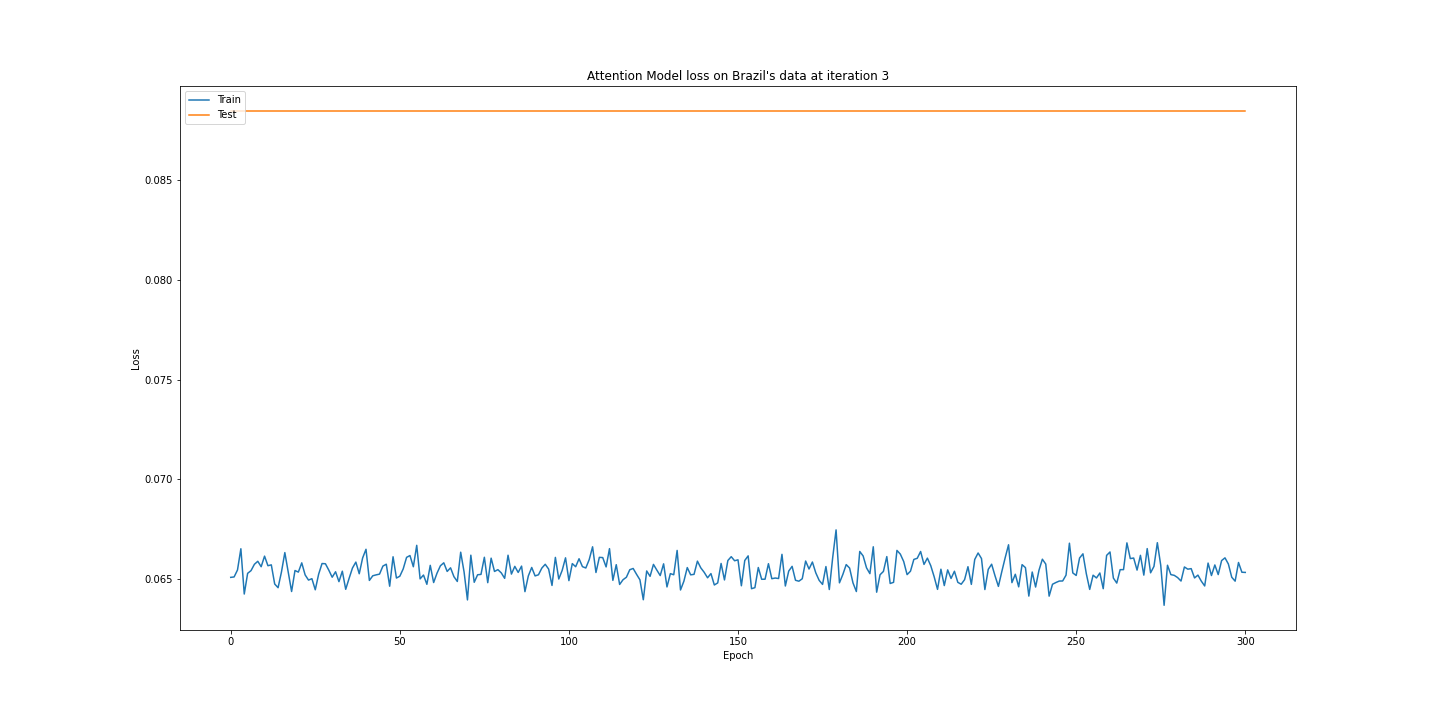 Attention Model loss on Brazil's data at iteration 3
Train
Test
0.085
0.080
0.075
0.070
0.065
Loss
0 50 100 150 200 250 300
Epoch